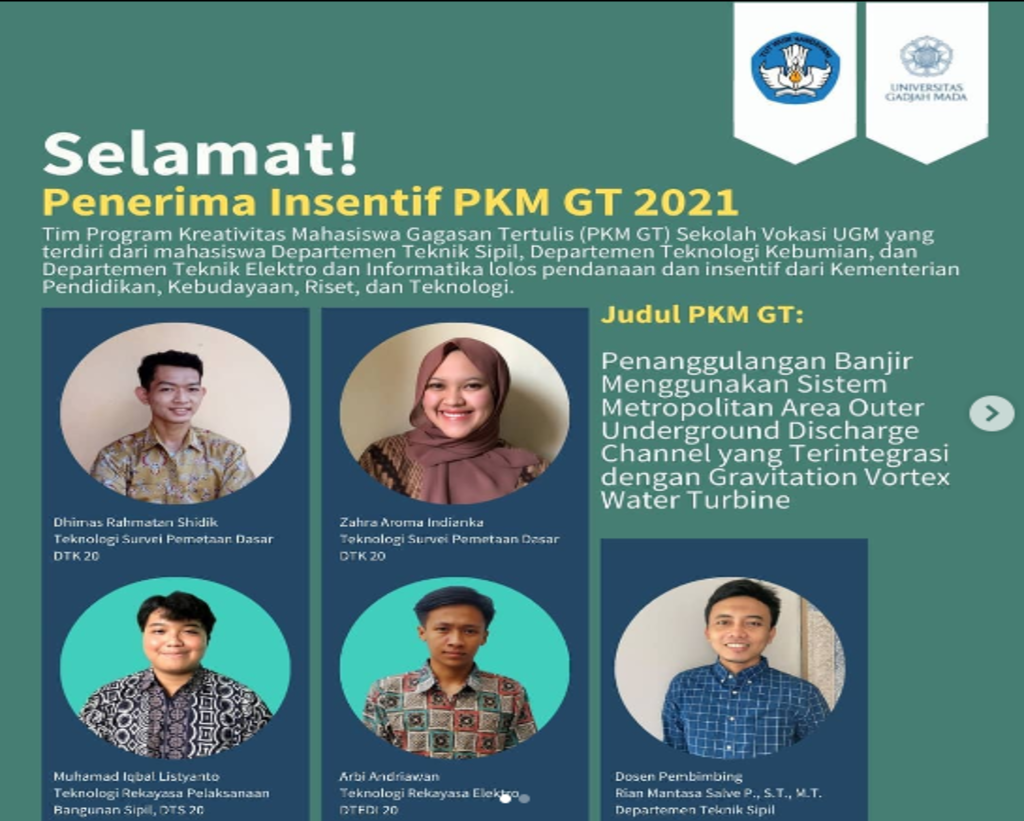 TUT WURI HANDAYANI
UNIVERSITAS
GADJAH MADA
Selamat!
Penerima Insentif PKM GT 2021
Tim Program Kreativitas Mahasiswa Gagasan Tertulis (PKM GT) Sekolah Vokasi UGM yang
terdiri dari mahasiswa Departemen Teknik Sipil, Departemen Teknologi Kebumian, dan
Departemen Teknik Elektro dan Informatika lolos pendanaan dan insentif dari Kementerian
Pendidikan, Kebudayaan, Riset, dan Teknologi.
Judul PKM GT:
Penanggulangan Banjir
Menggunakan Sistem
Metropolitan Area Outer
Underground Discharge
Channel yang Terintegrasi
dengan Gravitation Vortex
Water Turbine
Dhimas Rahmatan Shidik
Teknologi Survei Pemetaan Dasar
DTK 20
Zahra Aroma Indianka
Teknologi Survei Pemetaan Dasar
DTK 20
Muhamad Iqbal Listyanto
Teknologi Rekayasa Pelaksanaan
Bangunan Sipil, DTS 20
Arbi Andriawan
Teknologi Rekayasa Elektro
DTEDI 20
Dosen Pembimbing
Rian Mantasa Salve P., S.T., M.T.
Departemen Teknik Sipil